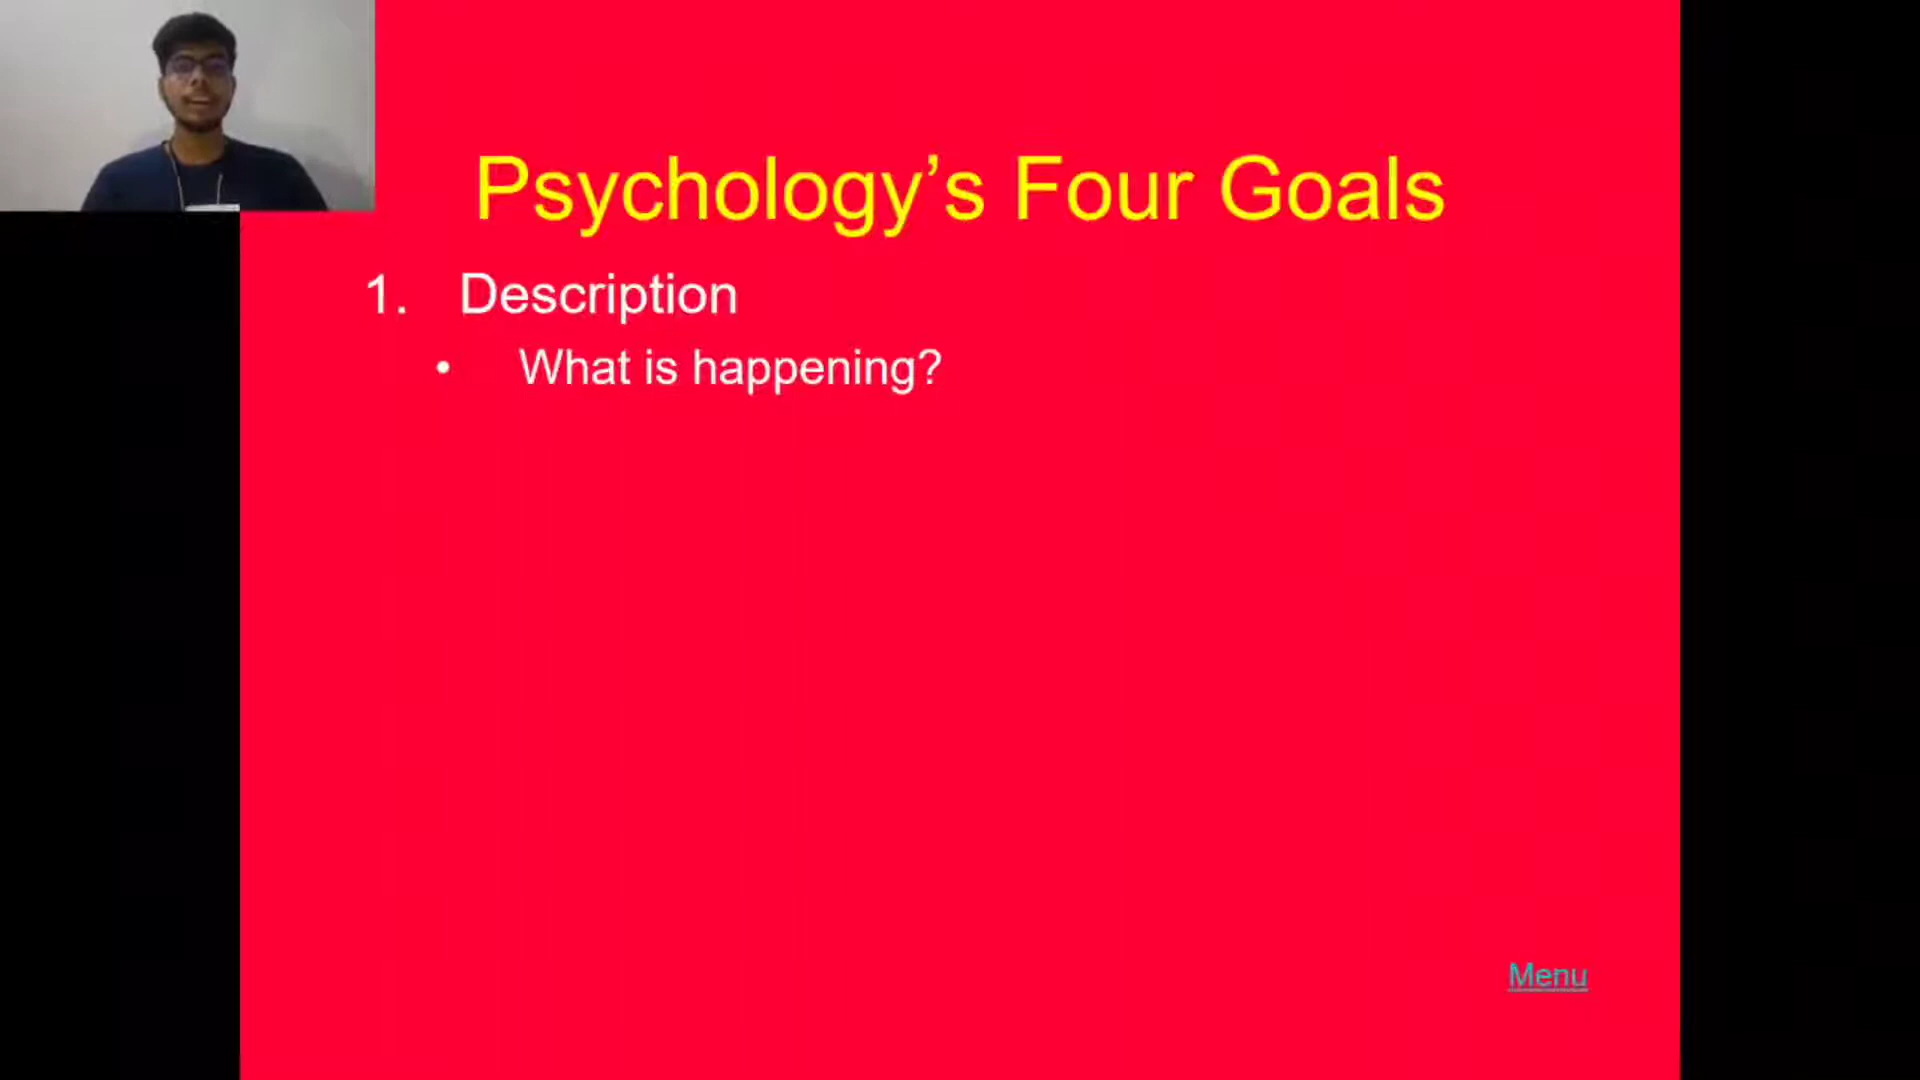 Psychology’s Four Goals
1. Description
• What is happening?
Menu